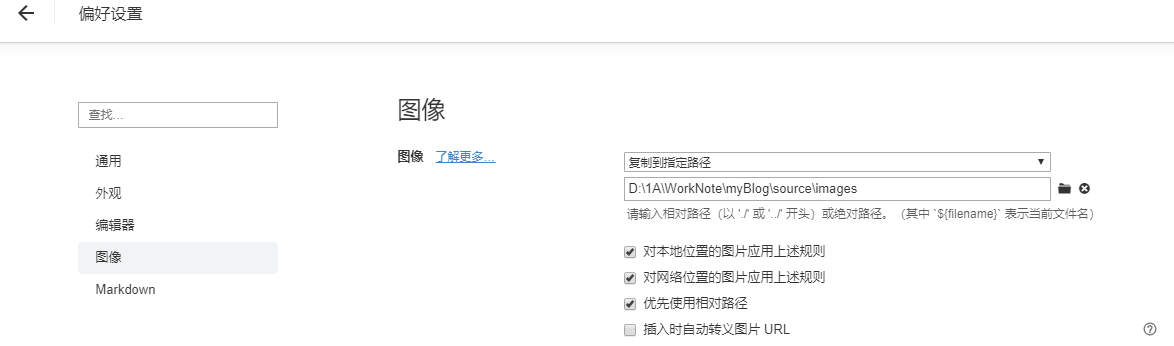 偏好设置
查找...
通用
外观
编辑器
图像
Markdown
图像
图像 了解更多...
复制到指定路径
D:\1A\WorkNote\myBlog\source\images
请输入相对路径（以 './' 或 '../' 开头）或绝对路径。（其中 `${filename}` 表示当前文件名）
对本地位置的图片应用上述规则
对网络位置的图片应用上述规则
优先使用相对路径
插入时自动转义图片 URL